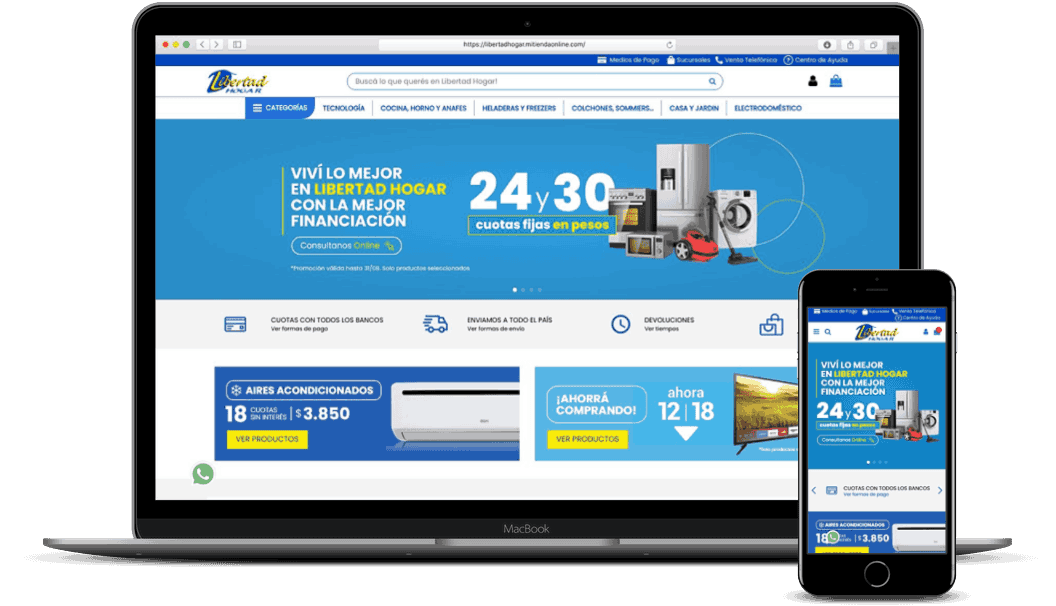 https://libertadhogar.mitiendaonline.com/
Medios de Pago Sucursales Venta Telefónica Centro de Ayuda
Libertad
HOGAR
Buscá lo que querés en Libertad Hogar!
CATEGORÍAS TECNOLOGÍA COCINA, HORNO Y ANAFES HELADERAS Y FREEZERS COLCHONES, SOMMIERS... CASA Y JARDIN ELECTRODOMÉSTICO
VIVÍ LO MEJOR
EN LIBERTAD HOGAR
CON LA MEJOR
FINANCIACIÓN
Consultanos Online
*Promoción válida hasta 31/08. Solo productos seleccionados
24 y 30
cuotas fijas en pesos
CUOTAS CON TODOS LOS BANCOS
Ver formas de pago
ENVIAMOS A TODO EL PAÍS
Ver formas de envío
DEVOLUCIONES
Ver tiempos
AIRES ACONDICIONADOS
18 CUOTAS SIN INTERÉS $3.850
VER PRODUCTOS
¡AHORRÁ
COMPRANDO!
VER PRODUCTOS
ahora
12 | 18
*Solo productos
MacBook
Medios de Pago Sucursales Venta Telefónica
Centro de Ayuda
Libertad
HOGAR
VIVÍ LO MEJOR
EN LIBERTAD HOGAR
CON LA MEJOR
FINANCIACIÓN
24 y 30
cuotas fijas en pesos
Consultanos Online
CUOTAS CON TODOS LOS BANCOS
Ver formas de pago
AIRES ACONDICIONADOS
18 $3.850